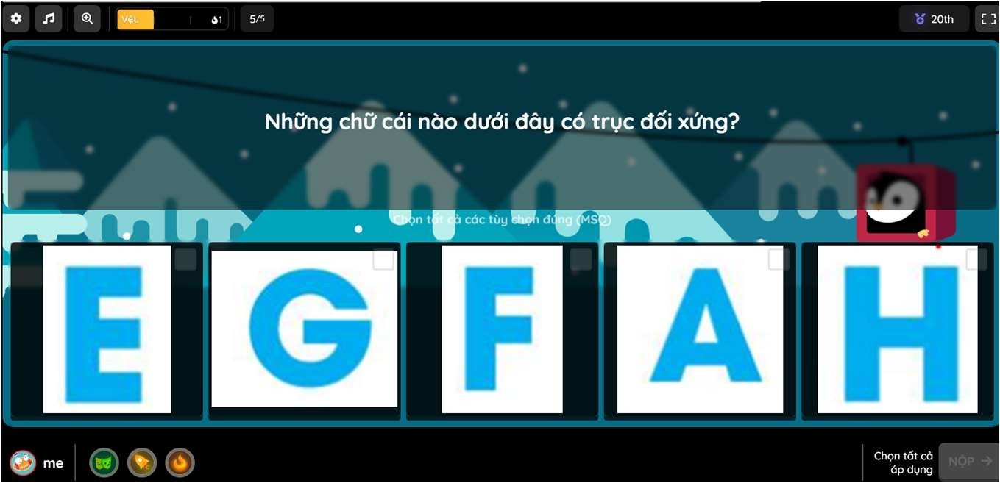 Vệt.
1
5/5
20th
Những chữ cái nào dưới đây có trục đối xứng?
Chọn tất cả các tùy chọn đúng (MSQ)
E
G
F
A
H
me
Chọn tất cả
áp dụng
NỘP